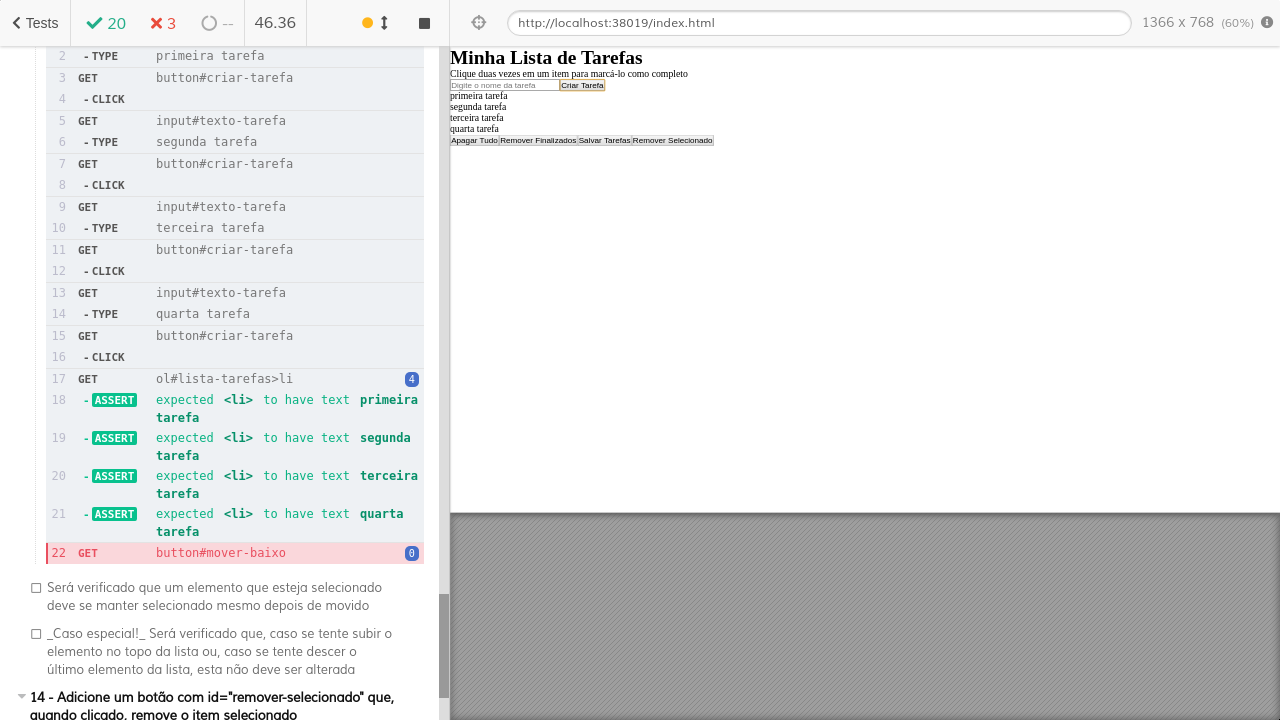 Tests 20 3 -- 46.36
http://localhost:38019/index.html 1366 x 768 (60%)
2 - TYPE primeira tarefa
3 GET button#criar-tarefa
4 - CLICK
5 GET input#texto-tarefa
6 - TYPE segunda tarefa
7 GET button#criar-tarefa
8 - CLICK
9 GET input#texto-tarefa
10 - TYPE terceira tarefa
11 GET button#criar-tarefa
12 - CLICK
13 GET input#texto-tarefa
14 - TYPE quarta tarefa
15 GET button#criar-tarefa
16 - CLICK
17 GET ol#lista-tarefas>li 4
18 - ASSERT expected <li> to have text primeira
tarefa
19 - ASSERT expected <li> to have text segunda
tarefa
20 - ASSERT expected <li> to have text terceira
tarefa
21 - ASSERT expected <li> to have text quarta
tarefa
22 GET button#mover-baixo 0
Será verificado que um elemento que esteja selecionado
deve se manter selecionado mesmo depois de movido
_Caso especial!_ Será verificado que, caso se tente subir o
elemento no topo da lista ou, caso se tente descer o
último elemento da lista, esta não deve ser alterada
14 - Adicione um botão com id="remover-selecionado" que,
quando clicado, remove o item selecionado
Minha Lista de Tarefas
Clique duas vezes em um item para marcá-lo como completo
Digite o nome da tarefa Criar Tarefa
primeira tarefa
segunda tarefa
terceira tarefa
quarta tarefa
Apagar Tudo Remover Finalizados Salvar Tarefas Remover Selecionado